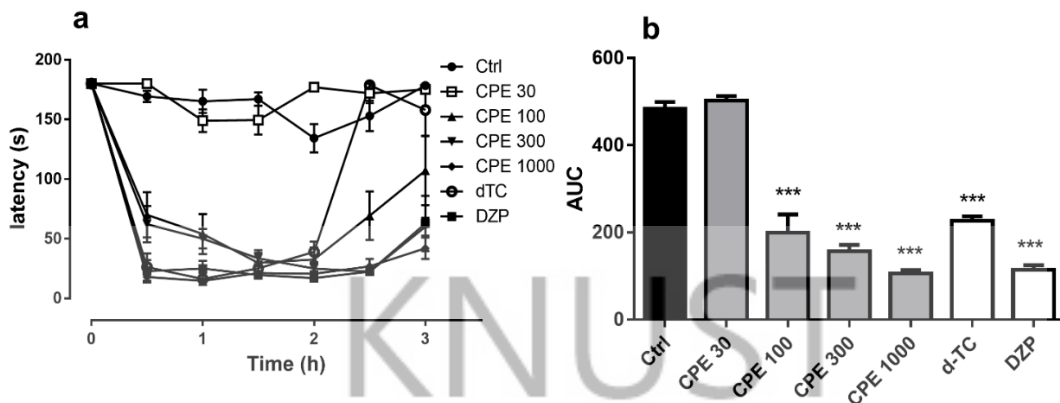 a
200
150
100
50
0
latency (s)
0
1
2
3
Time (h)
Ctrl
CPE 30
CPE 100
CPE 300
CPE 1000
dTC
DZP
b
600
400
200
0
AUC
***
***
***
***
***
Ctrl
CPE 30
CPE 100
CPE 300
CPE 1000
d-TC
DZP
KNUST